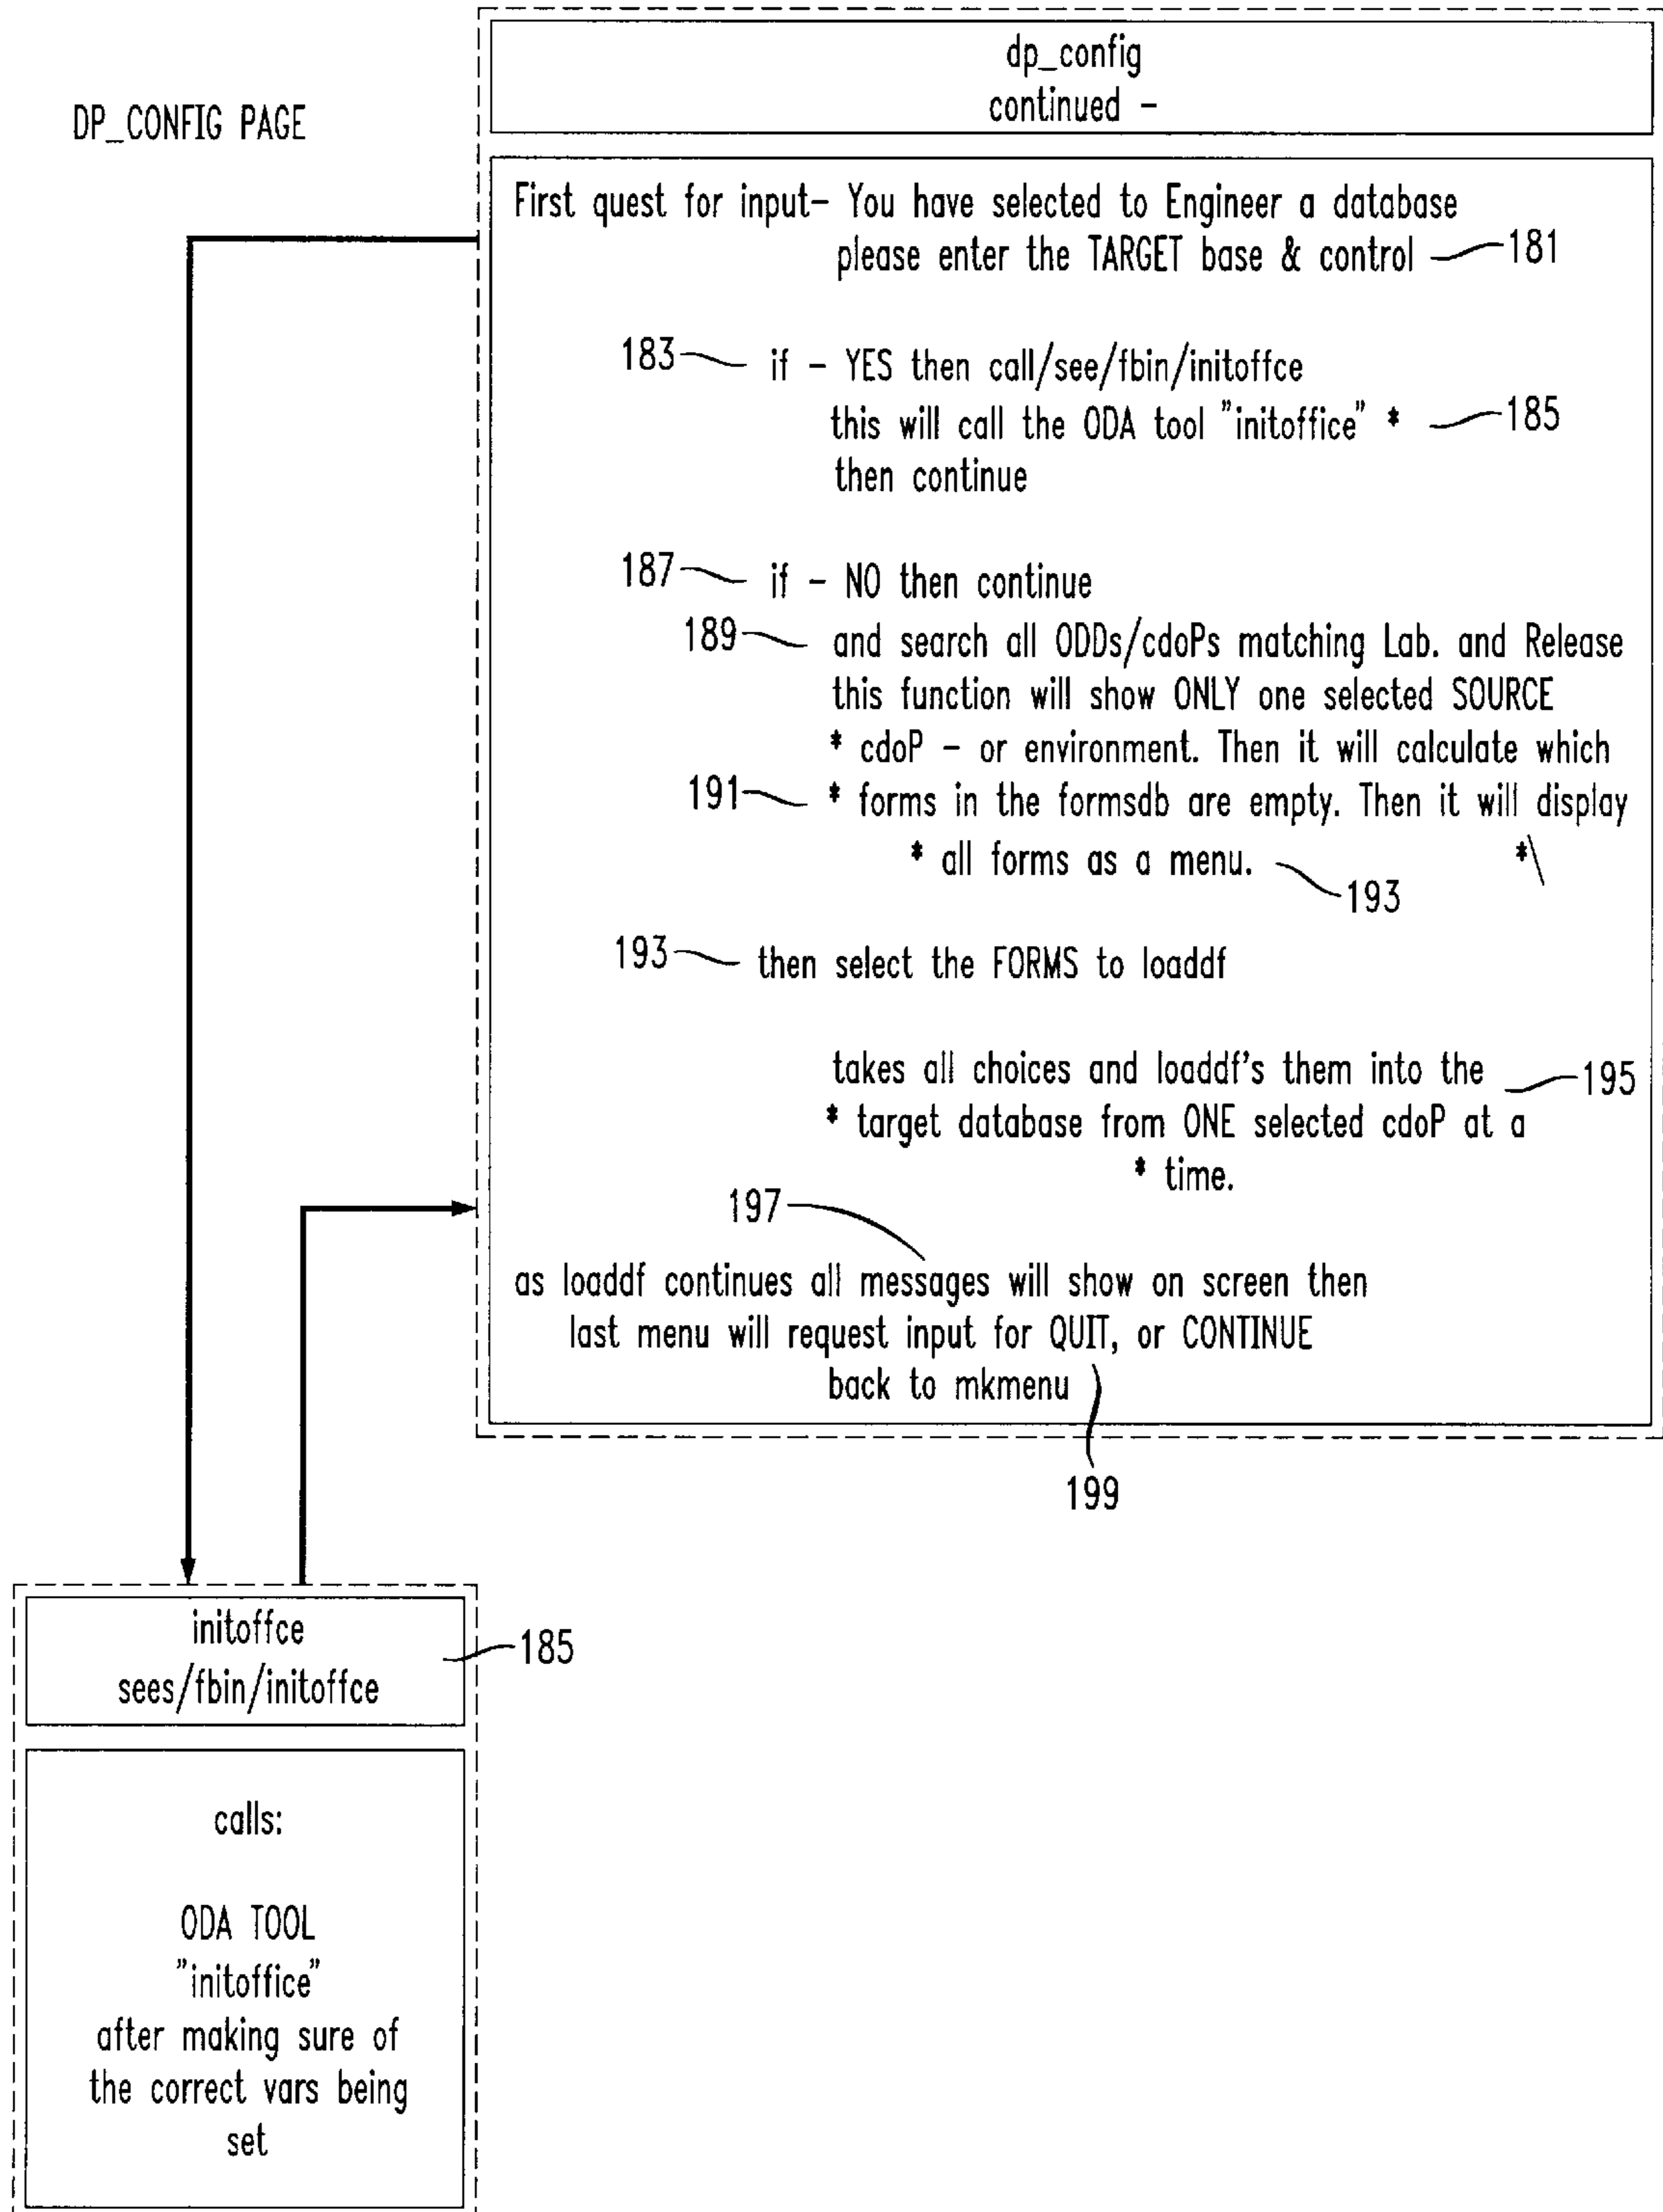 DP_CONFIG PAGE
dp_config
continued -
First quest for input- You have selected to Engineer a database
please enter the TARGET base & control 181
183 if - YES then call/see/fbin/initoffce
this will call the ODA tool "initoffice" * 185
then continue
187 if - NO then continue
189 and search all ODDs/cdoPs matching Lab. and Release
this function will show ONLY one selected SOURCE
* cdoP - or environment. Then it will calculate which
191 * forms in the formsdb are empty. Then it will display
* all forms as a menu. *\
193
193 then select the FORMS to loaddf
takes all choices and loaddf's them into the 195
* target database from ONE selected cdoP at a
* time.
197
as loaddf continues all messages will show on screen then
last menu will request input for QUIT, or CONTINUE
back to mkmenu
199
initoffce
sees/fbin/initoffce
185
calls:
ODA TOOL
"initoffice"
after making sure of
the correct vars being
set